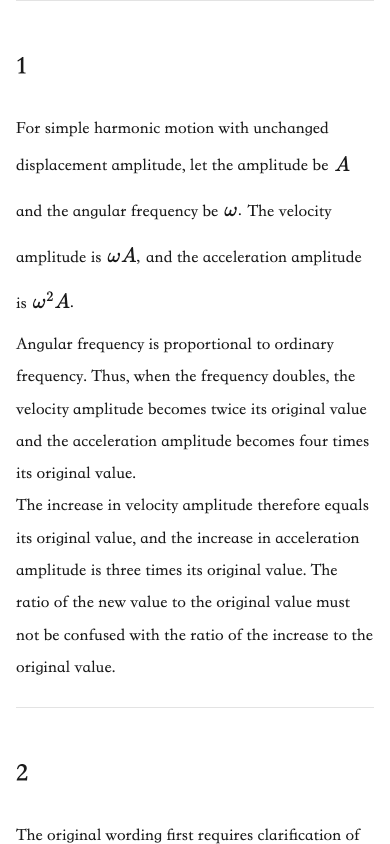 1
For simple harmonic motion with unchanged
displacement amplitude, let the amplitude be A
and the angular frequency be ω. The velocity
amplitude is ωA, and the acceleration amplitude
is ω²A.
Angular frequency is proportional to ordinary
frequency. Thus, when the frequency doubles, the
velocity amplitude becomes twice its original value
and the acceleration amplitude becomes four times
its original value.
The increase in velocity amplitude therefore equals
its original value, and the increase in acceleration
amplitude is three times its original value. The
ratio of the new value to the original value must
not be confused with the ratio of the increase to the
original value.
2
The original wording first requires clarification of